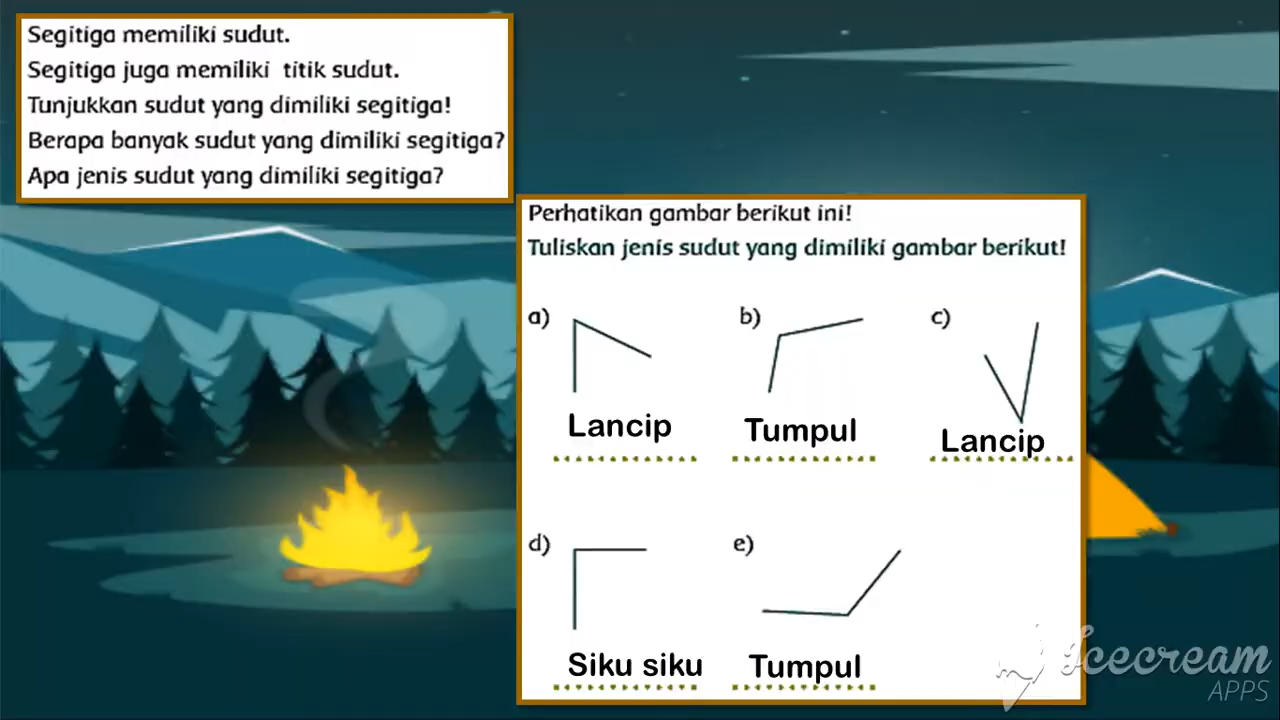 Segitiga memiliki sudut.
Segitiga juga memiliki titik sudut.
Tunjukkan sudut yang dimiliki segitiga!
Berapa banyak sudut yang dimiliki segitiga?
Apa jenis sudut yang dimiliki segitiga?
Perhatikan gambar berikut ini!
Tuliskan jenis sudut yang dimiliki gambar berikut!
a) b) c)
Lancip Tumpul Lancip
d) e)
Siku siku Tumpul
Icecream
APPS